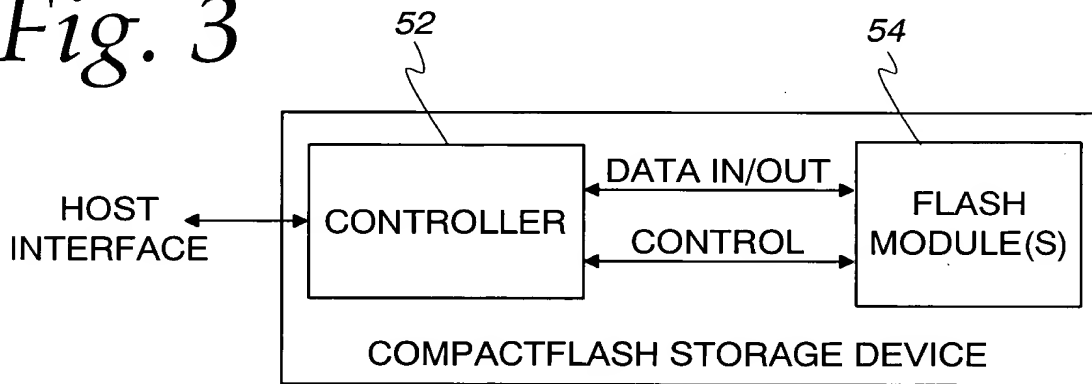 Fig. 3
52
54
HOST
INTERFACE
CONTROLLER
DATA IN/OUT
CONTROL
FLASH
MODULE(S)
COMPACTFLASH STORAGE DEVICE